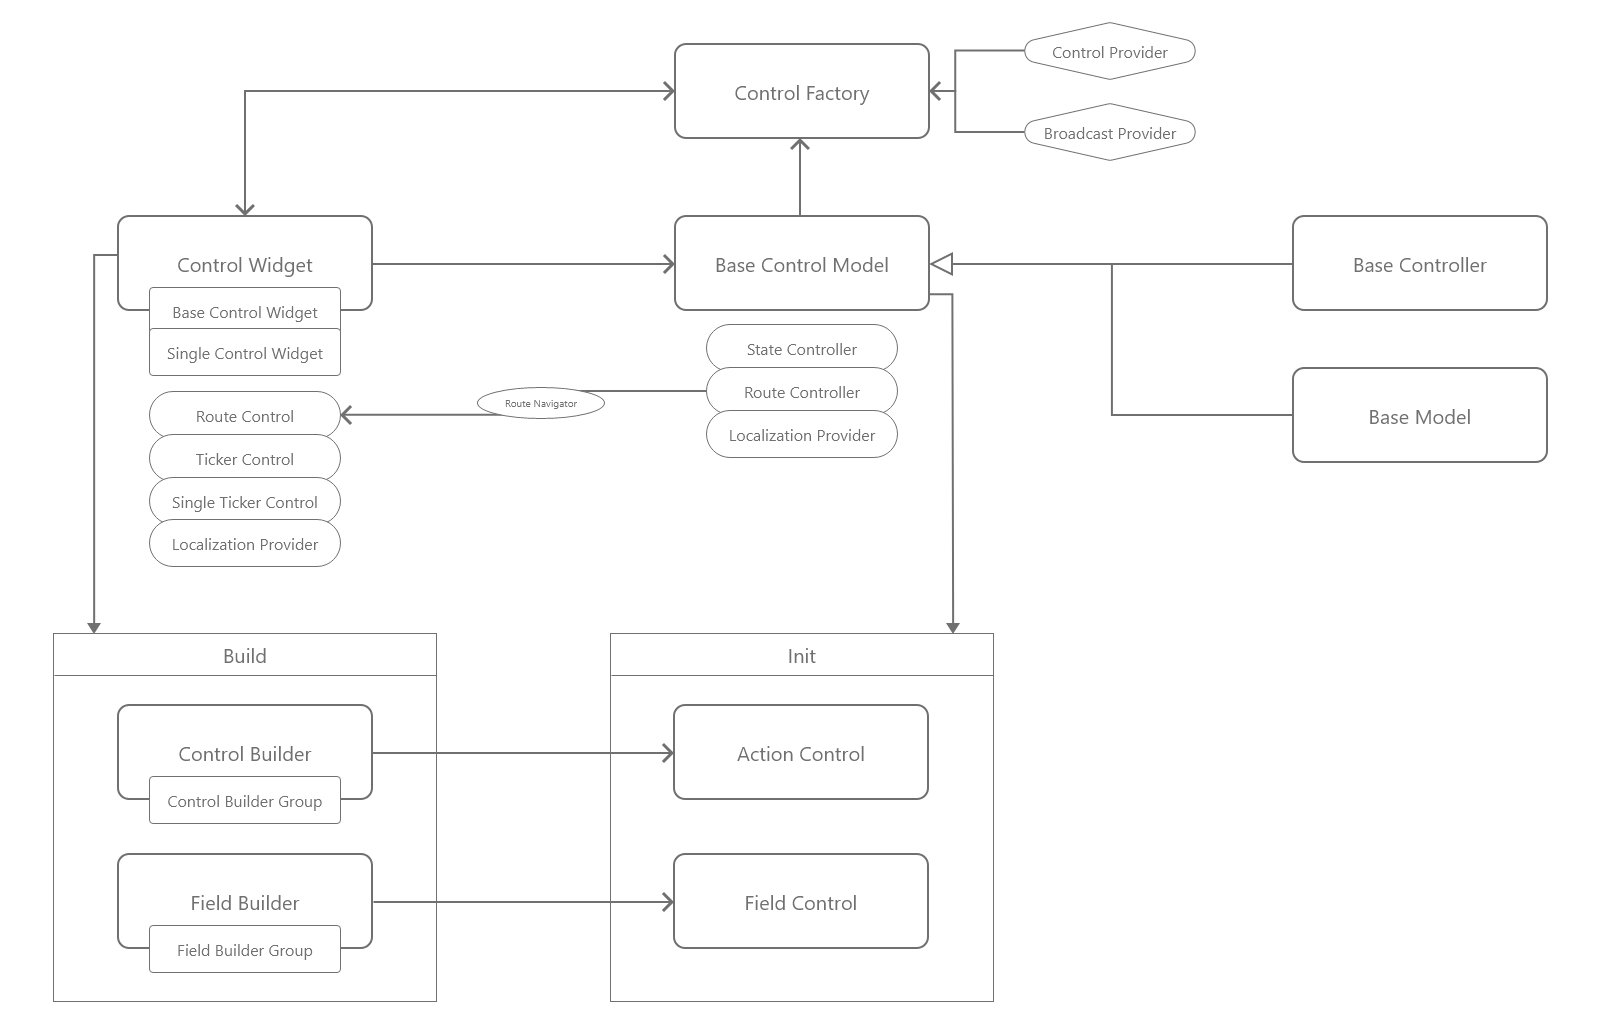 Control Provider
Control Factory
Broadcast Provider
Control Widget
Base Control Model
Base Controller
Base Control Widget
Single Control Widget
State Controller
Route Controller
Localization Provider
Route Navigator
Base Model
Route Control
Ticker Control
Single Ticker Control
Localization Provider
Build
Init
Control Builder
Action Control
Control Builder Group
Field Builder
Field Control
Field Builder Group